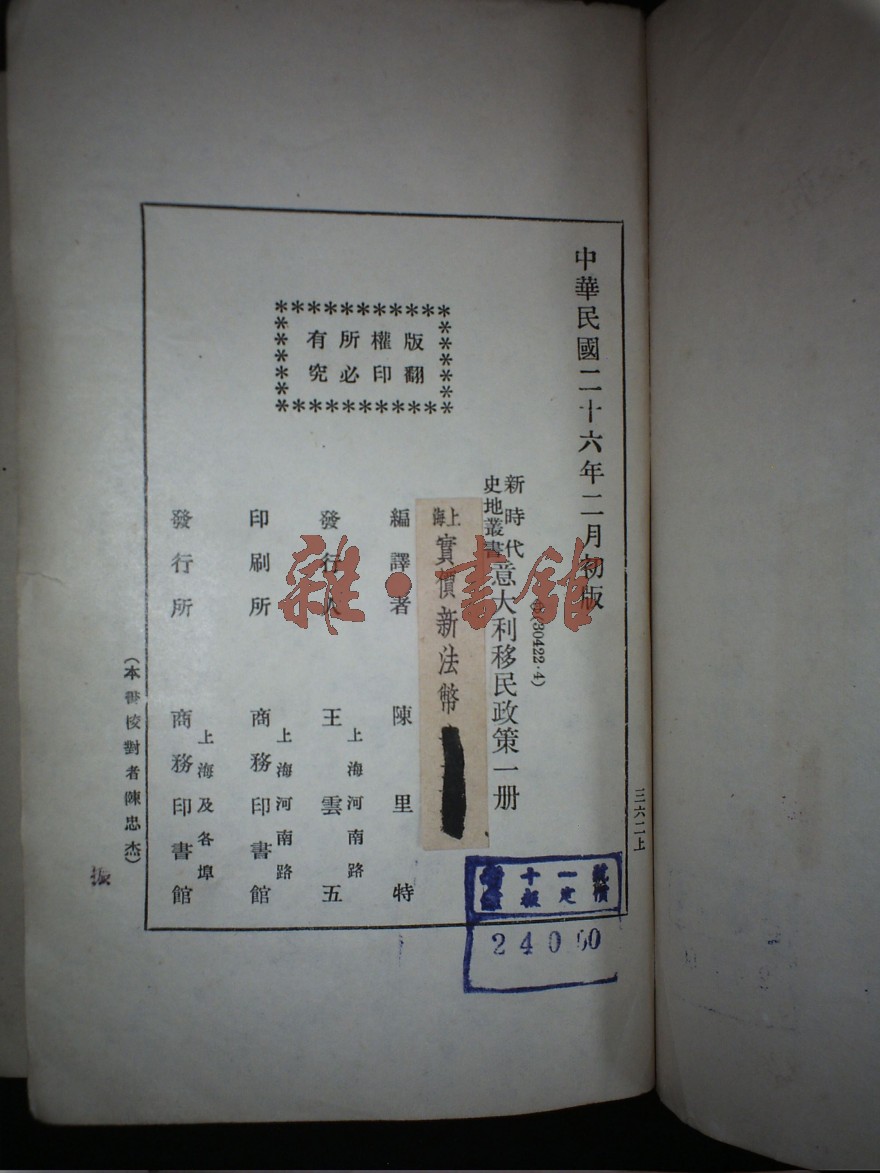 中華民國二十六年二月初版
(30422·4)
新時代
史地叢書
意大利移民政策一册
上海
實價新法幣
版權所有
翻印必究
編譯者 陳里特
發行人 王雲五
上海河南路
印刷所 商務印書館
上海河南路
發行所 商務印書館
上海及各埠
(本書校對者陳忠杰)
三六二上
振
24050
雜·書館